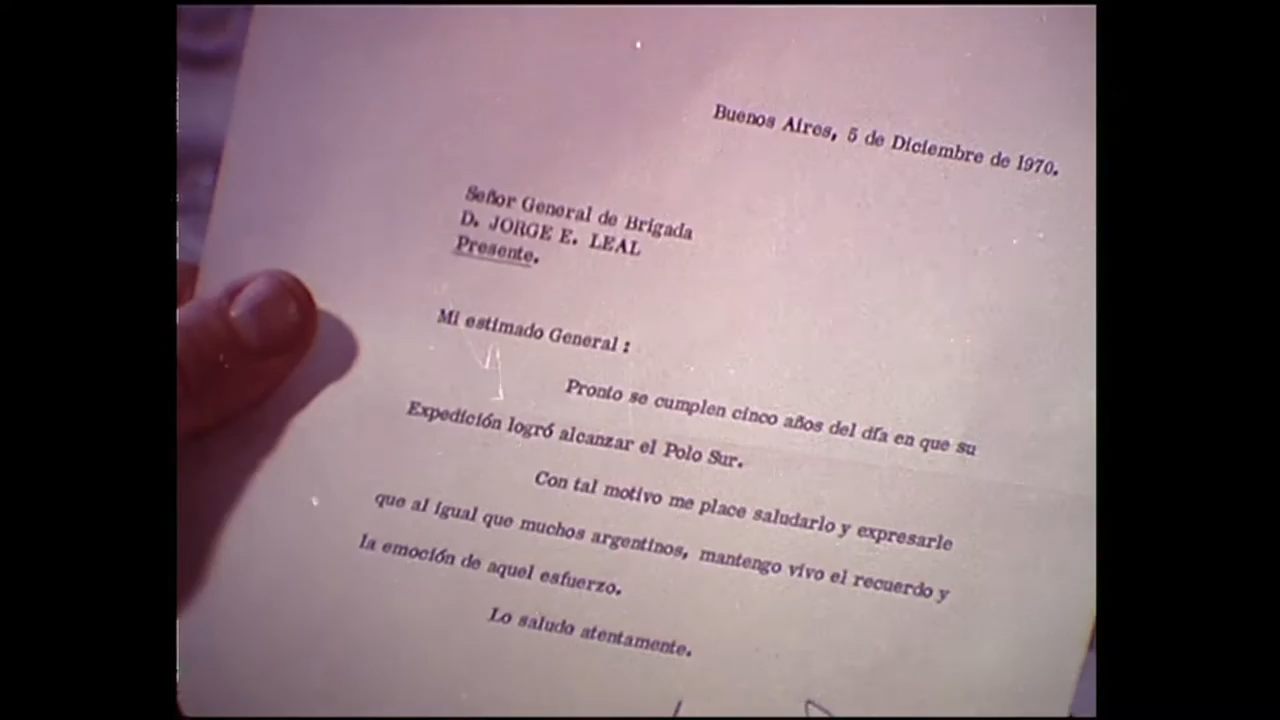 Buenos Aires, 5 de Diciembre de 1970.
Señor General de Brigada
D. JORGE E. LEAL
Presente.
Mi estimado General :
Pronto se cumplen cinco años del día en que su
Expedición logró alcanzar el Polo Sur.
Con tal motivo me place saludarlo y expresarle
que al igual que muchos argentinos, mantengo vivo el recuerdo y
la emoción de aquel esfuerzo.
Lo saludo atentamente.